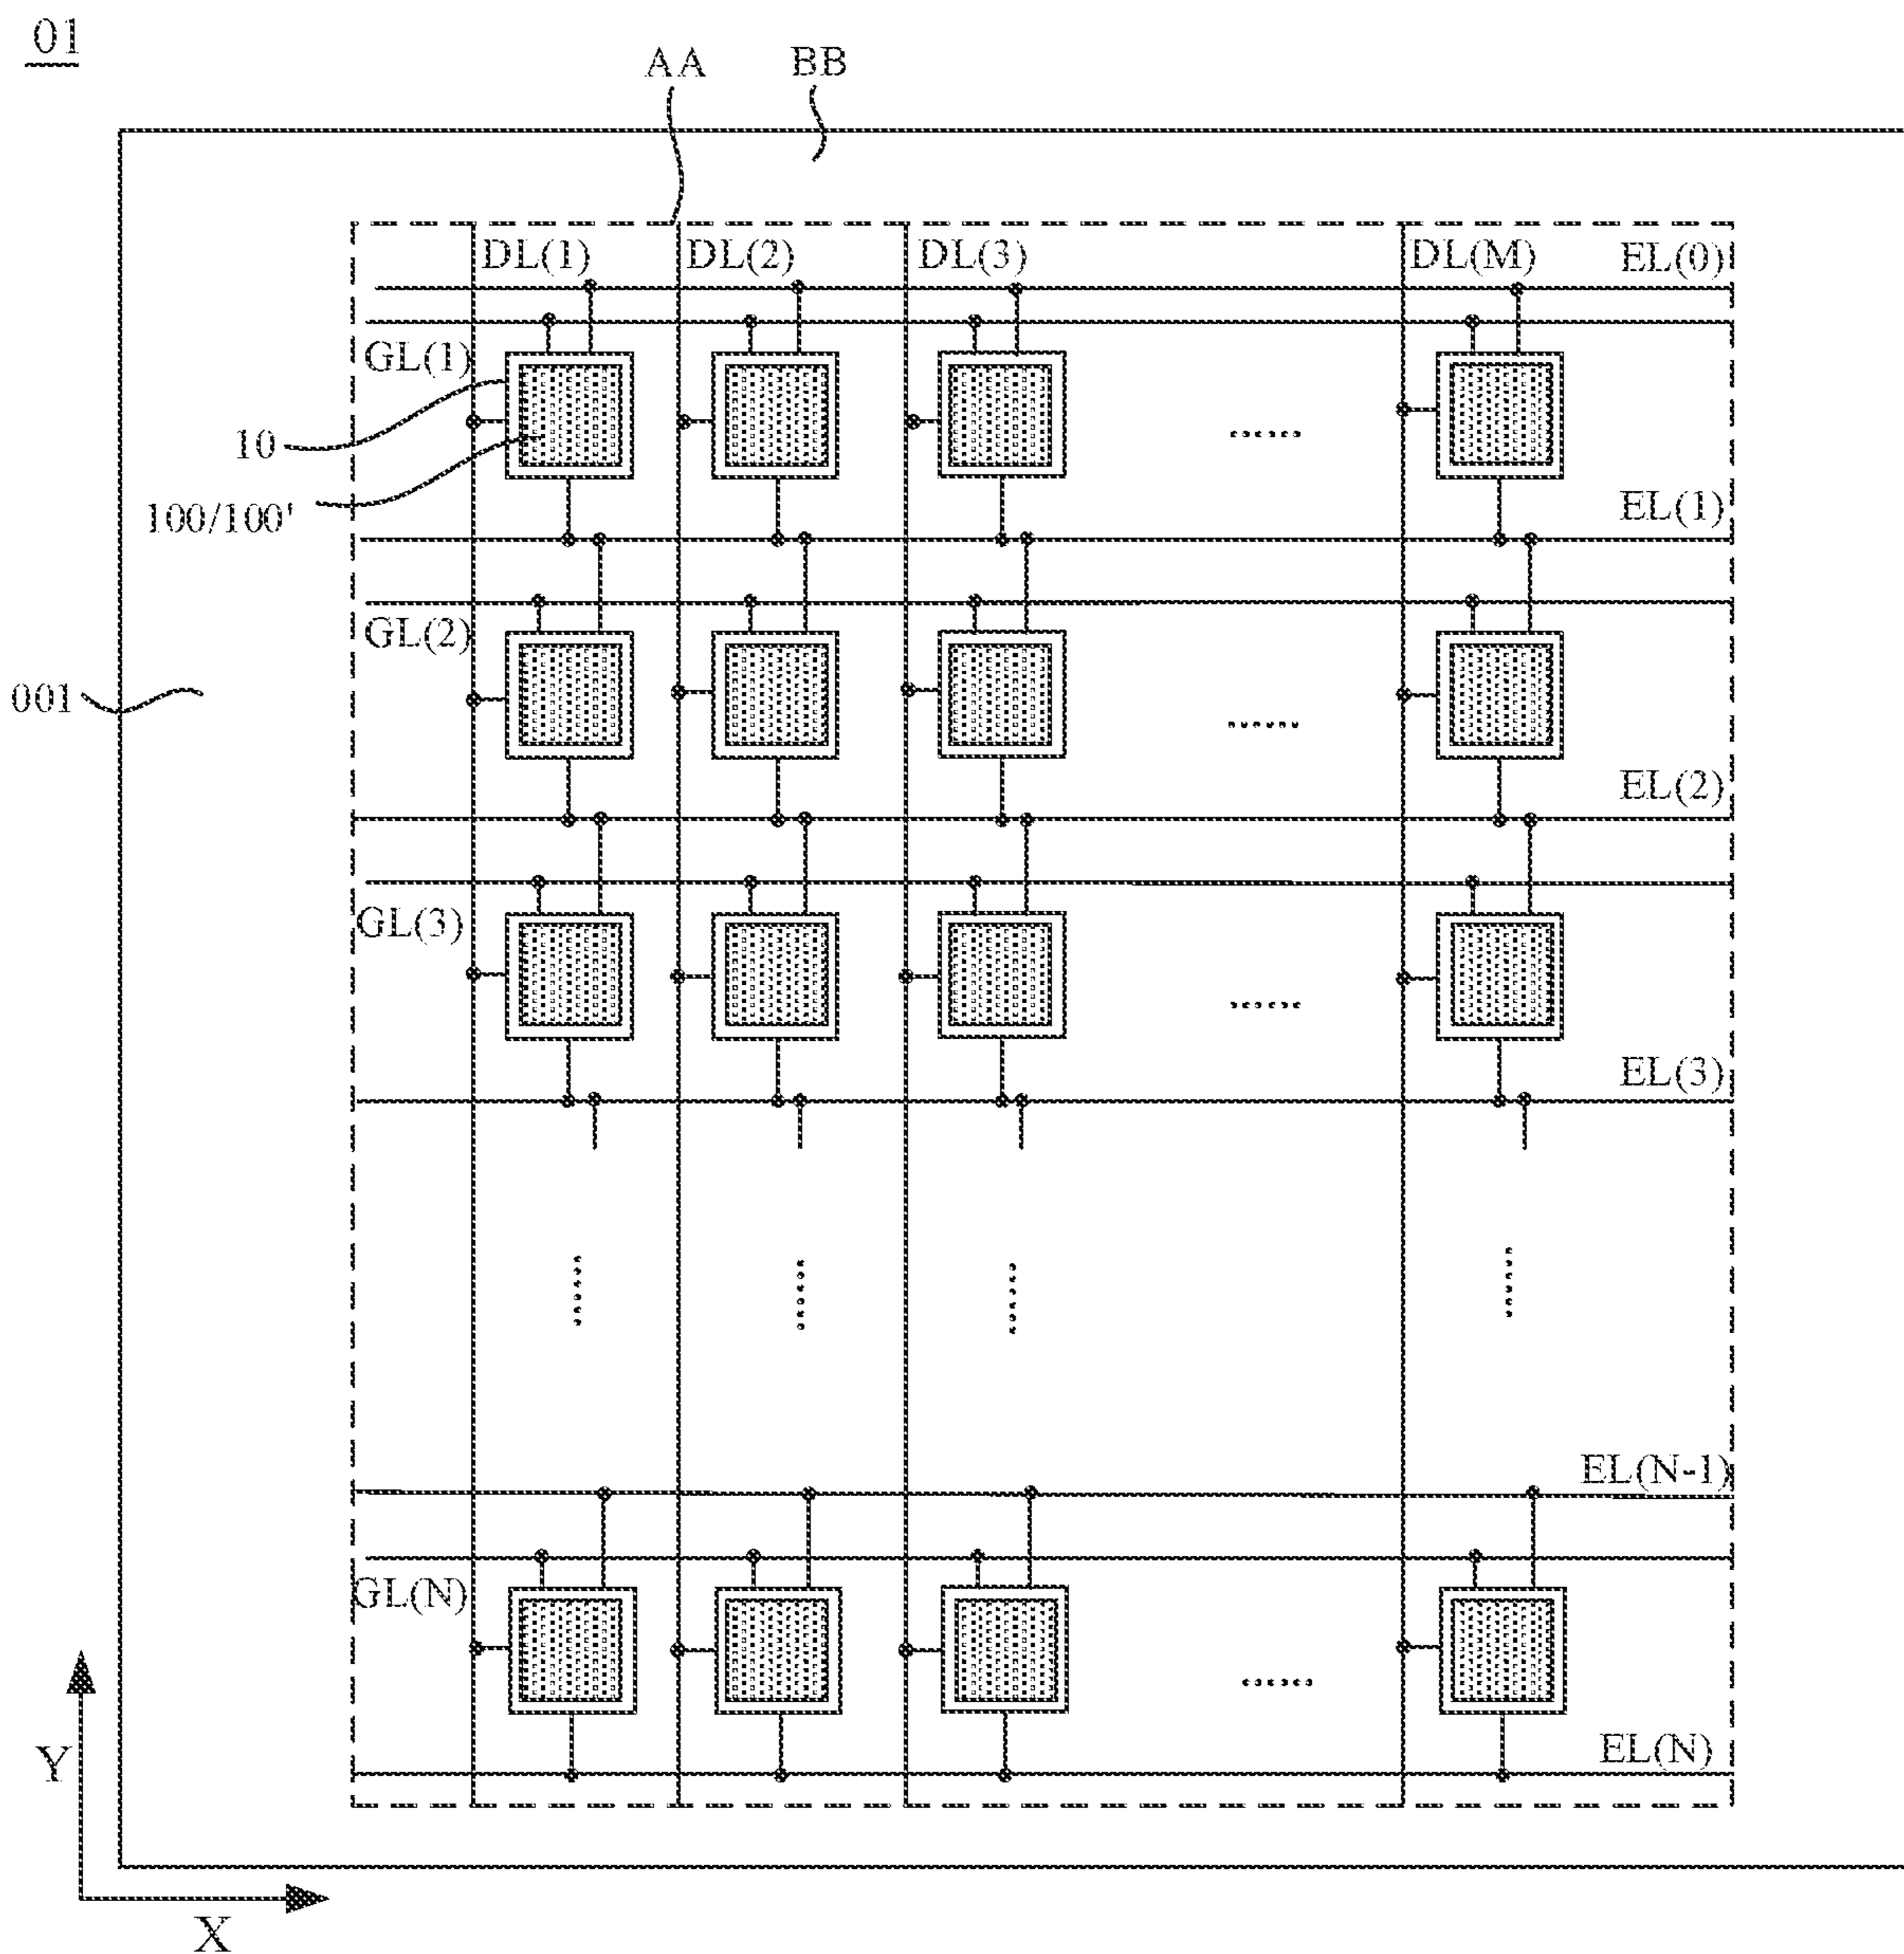 01
AA BB
DL(1) DL(2) DL(3) DL(M) EL(0)
GL(1)
10
100/100'
EL(1)
GL(2)
001
EL(2)
GL(3)
EL(3)
EL(N-1)
GL(N)
EL(N)
Y
X